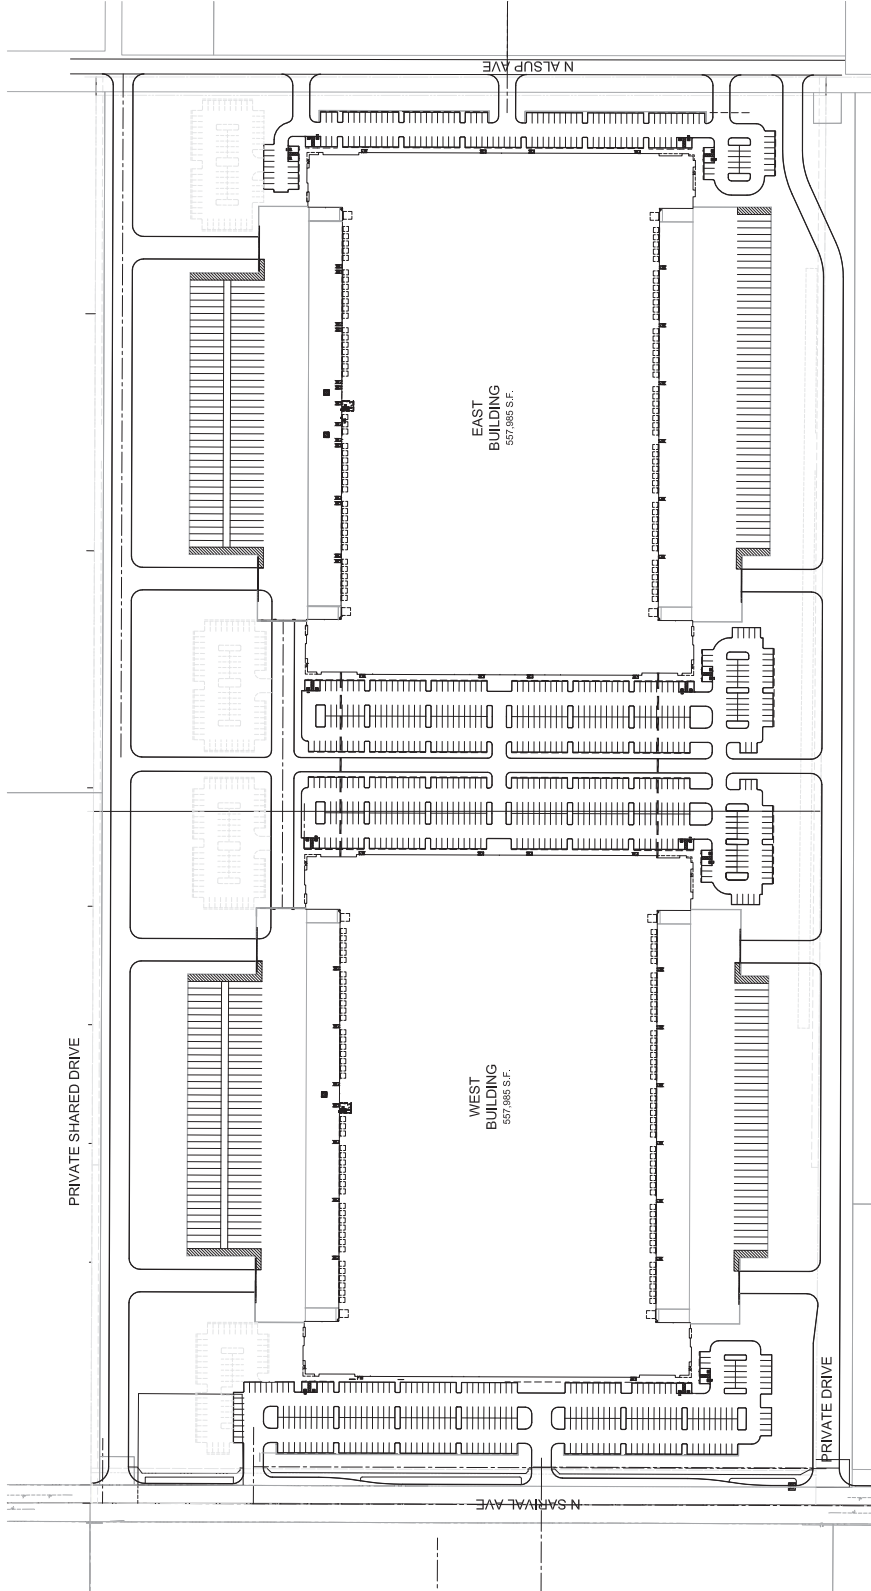 N ALSUP AVE
EAST
BUILDING
557,985 S.F.
PRIVATE SHARED DRIVE
WEST
BUILDING
557,985 S.F.
PRIVATE DRIVE
N SARIVAL AVE